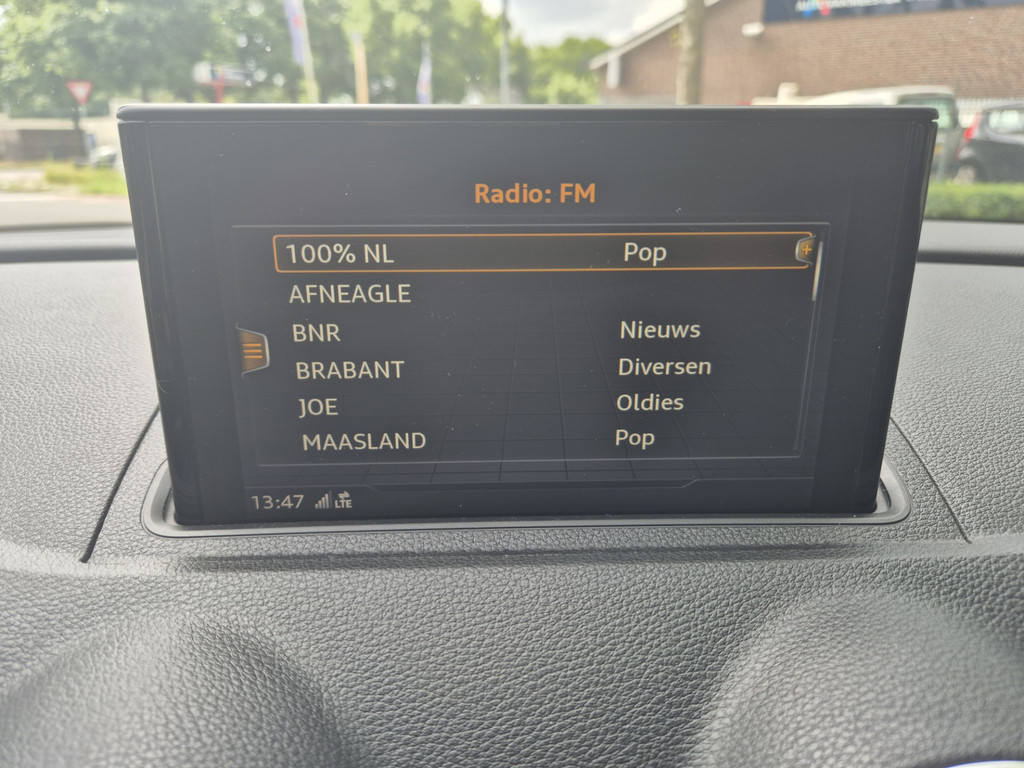 Radio: FM
100% NL Pop
AFNEAGLE
BNR Nieuws
BRABANT Diversen
JOE Oldies
MAASLAND Pop
13:47 LTE